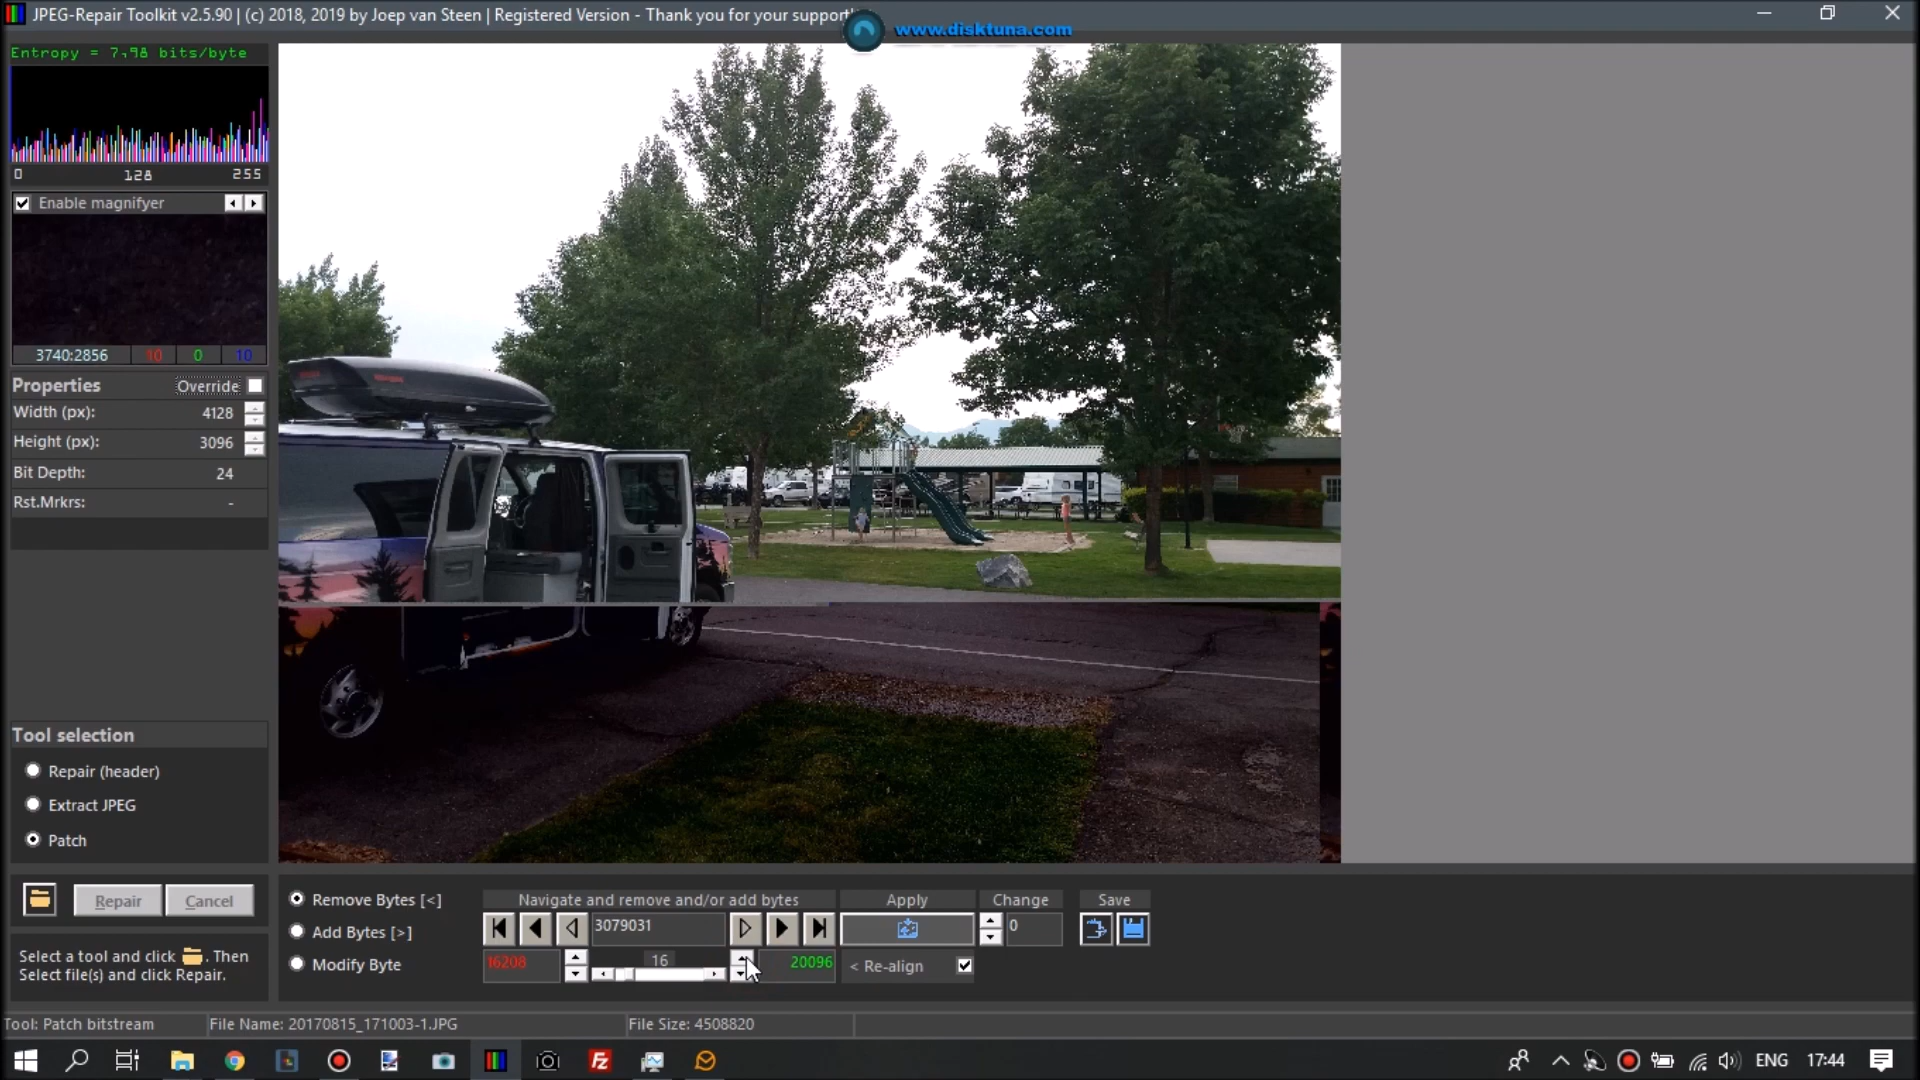 JPEG-Repair Toolkit v2.5.90 | (c) 2018, 2019 by Joep van Steen | Registered Version - Thank you for your support!
www.disktuna.com
Entropy = 7,98 bits/byte
0 128 255
Enable magnifyer
3740:2856 10 0 10
Properties Override
Width (px): 4128
Height (px): 3096
Bit Depth: 24
Rst.Mrkrs: -
Tool selection
Repair (header)
Extract JPEG
Patch
Repair Cancel
Select a tool and click . Then
Select file(s) and click Repair.
Remove Bytes [<]
Add Bytes [>]
Modify Byte
Navigate and remove and/or add bytes
3079031
16208 16 20096
Apply
< Re-align
Change
0
Save
Tool: Patch bitstream File Name: 20170815_171003-1.JPG File Size: 4508820
ENG 17:44